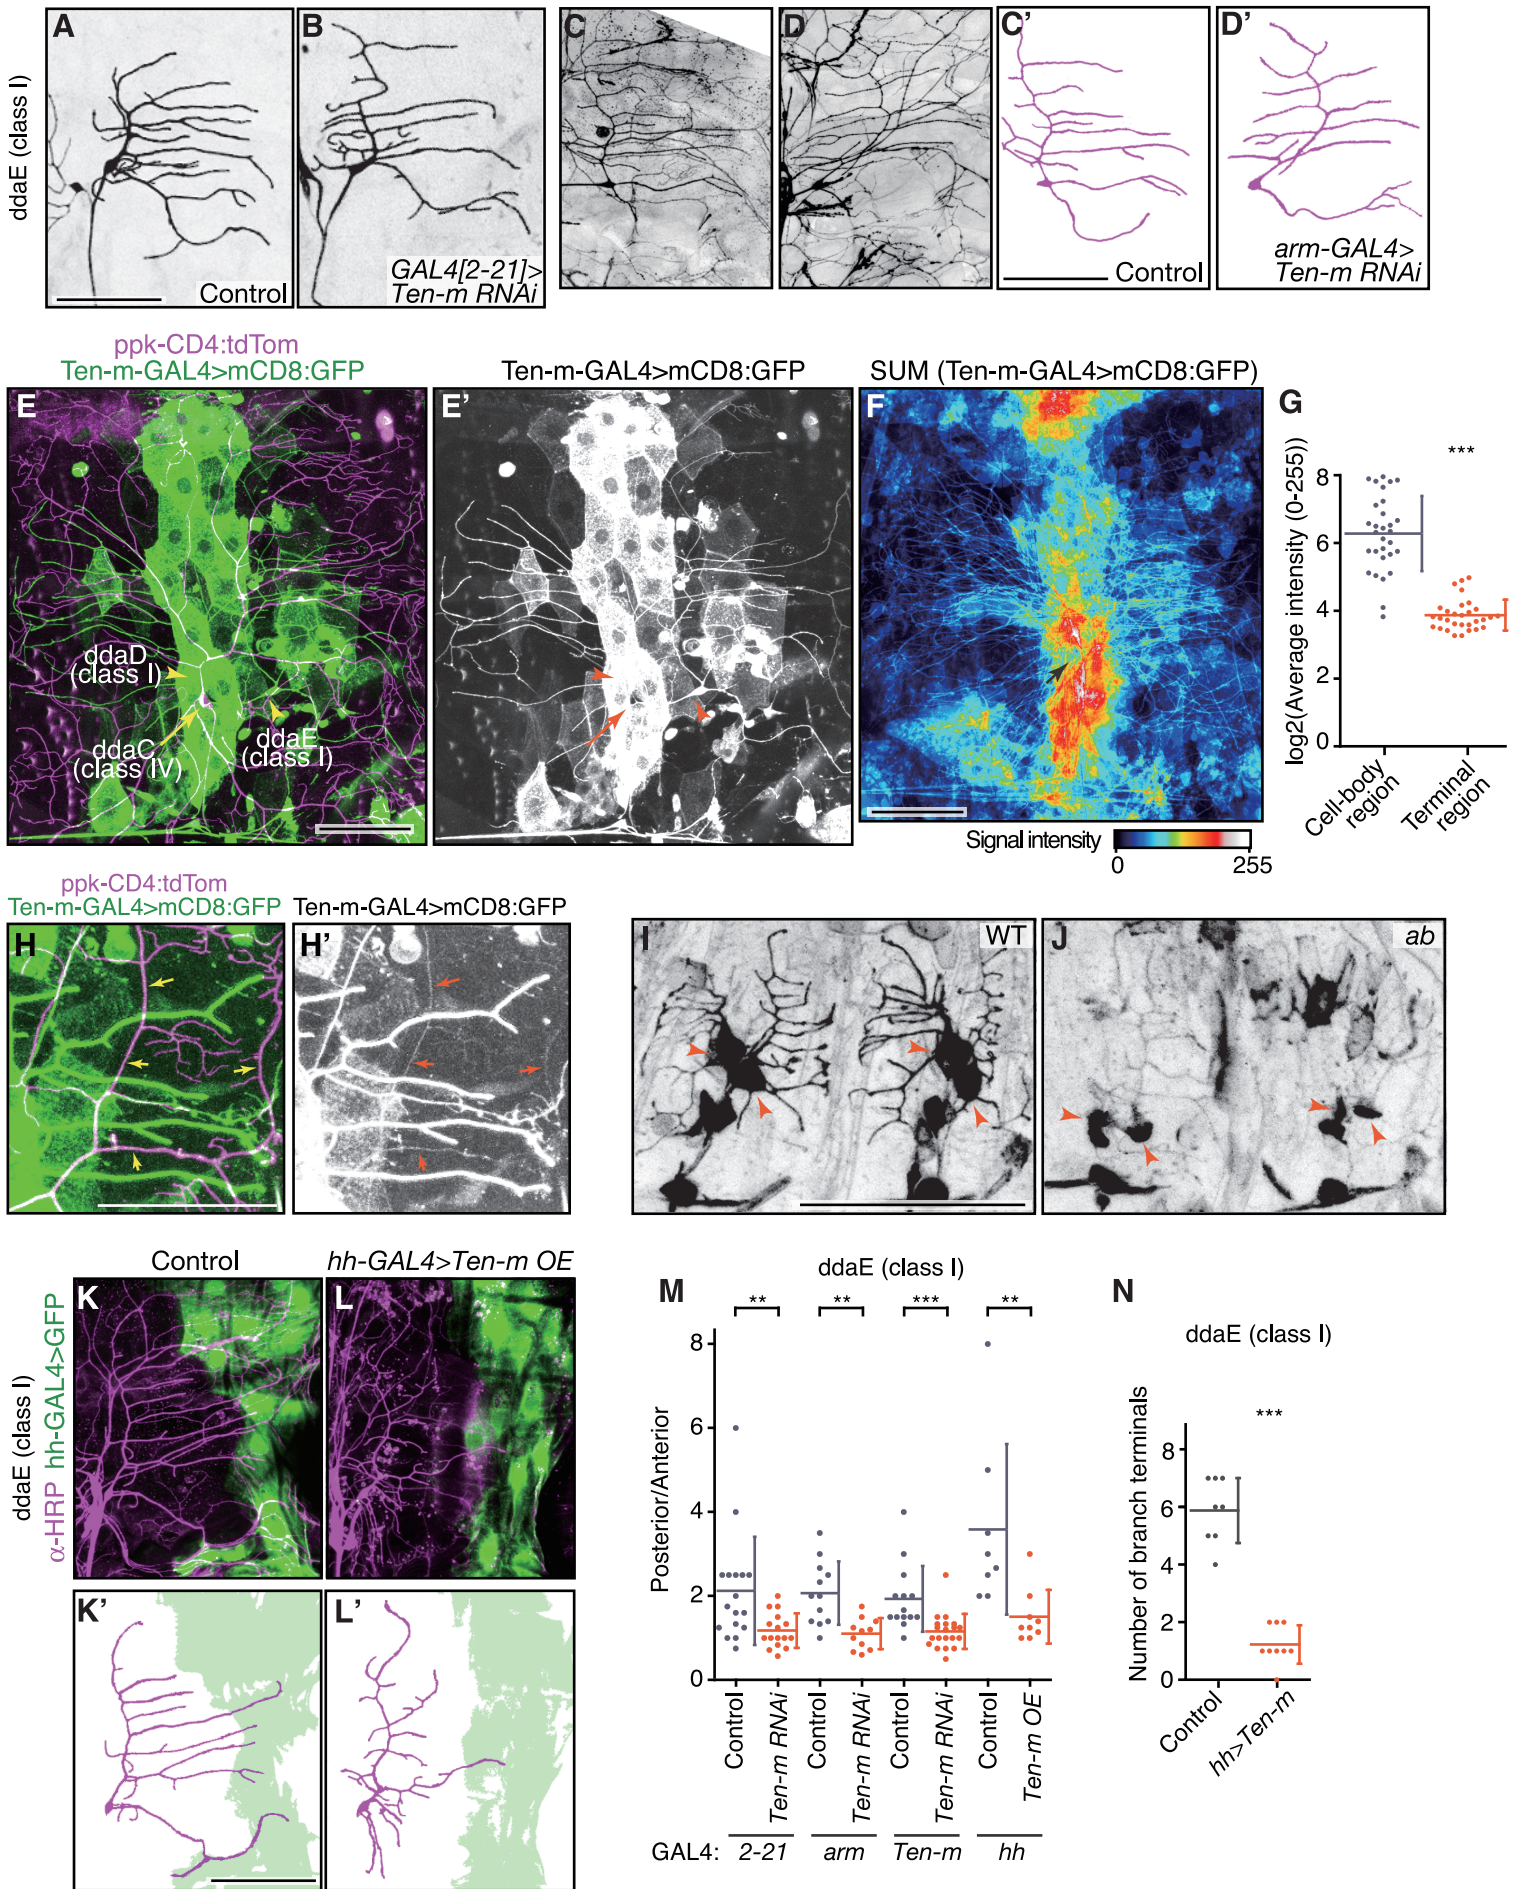 A
B
C
D
C'
D'
ddaE (class I)
Control
GAL4[2-21]>
Ten-m RNAi
Control
arm-GAL4>
Ten-m RNAi
ppk-CD4:tdTom
Ten-m-GAL4>mCD8:GFP
Ten-m-GAL4>mCD8:GFP
SUM (Ten-m-GAL4>mCD8:GFP)
E
E'
F
G
ddaD
(class I)
ddaC
(class IV)
ddaE
(class I)
Signal intensity
0
255
log2(Average intensity (0-255))
***
8
6
4
2
0
Cell-body
region
Terminal
region
ppk-CD4:tdTom
Ten-m-GAL4>mCD8:GFP
Ten-m-GAL4>mCD8:GFP
H
H'
I
WT
J
ab
Control
hh-GAL4>Ten-m OE
K
L
K'
L'
ddaE (class I)
α-HRP hh-GAL4>GFP
M
ddaE (class I)
**
**
***
**
Posterior/Anterior
8
6
4
2
0
Control
Ten-m RNAi
Control
Ten-m RNAi
Control
Ten-m RNAi
Control
Ten-m OE
GAL4: 2-21 arm Ten-m hh
N
ddaE (class I)
***
Number of branch terminals
8
6
4
2
0
Control
hh>Ten-m